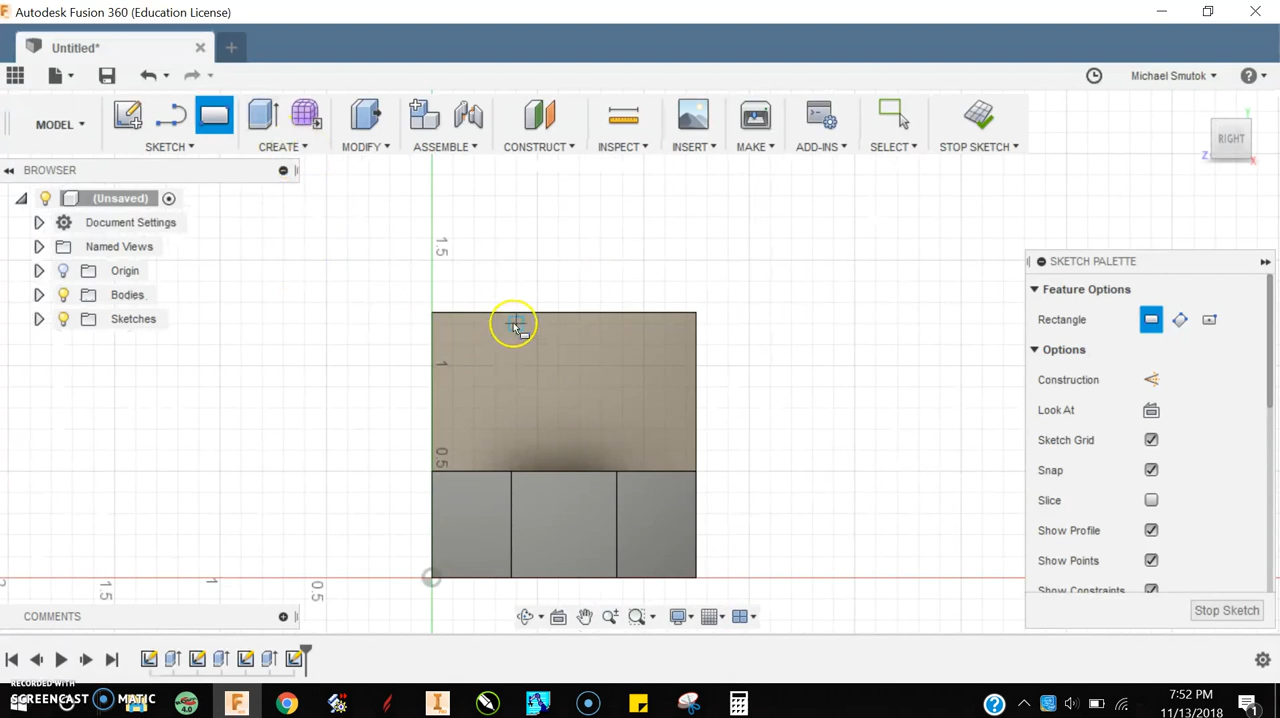 Autodesk Fusion 360 (Education License)
Untitled*
Michael Smutok
MODEL
SKETCH
CREATE
MODIFY
ASSEMBLE
CONSTRUCT
INSPECT
INSERT
MAKE
ADD-INS
SELECT
STOP SKETCH
RIGHT
Y
Z
X
BROWSER
(Unsaved)
Document Settings
Named Views
Origin
Bodies
Sketches
1.5
1
0.5
1.5
1
0.5
SKETCH PALETTE
Feature Options
Rectangle
Options
Construction
Look At
Sketch Grid
Snap
Slice
Show Profile
Show Points
Show Constraints
Stop Sketch
COMMENTS
RECORDED WITH
SCREENCAST MATIC
4.0
7:52 PM
11/13/2018
1